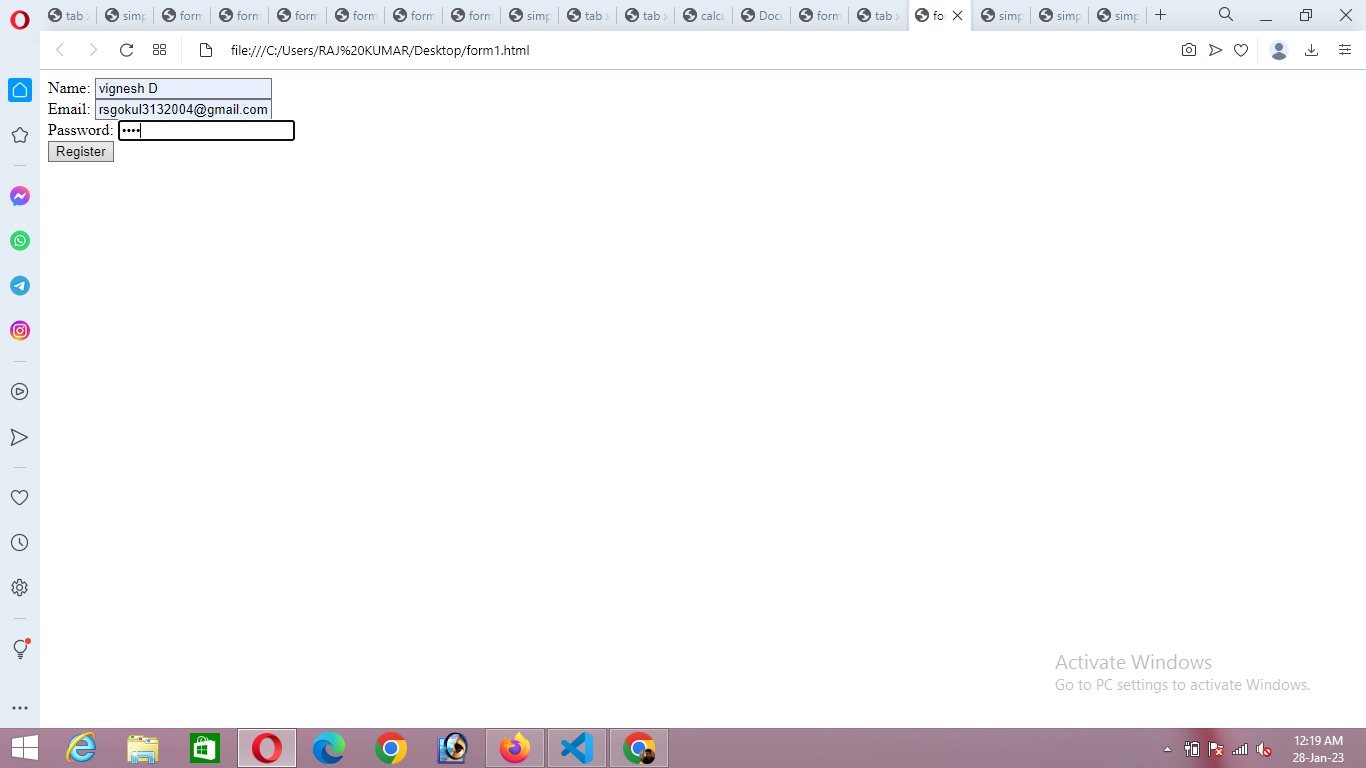 tab
simp
form
form
form
form
form
form
simp
tab
tab
calcu
Docu
form
tab
fo
simp
simp
simp
file:///C:/Users/RAJ%20KUMAR/Desktop/form1.html
Name: vignesh D
Email: rsgokul3132004@gmail.com
Password: ••••
Register
Activate Windows
Go to PC settings to activate Windows.
12:19 AM
28-Jan-23